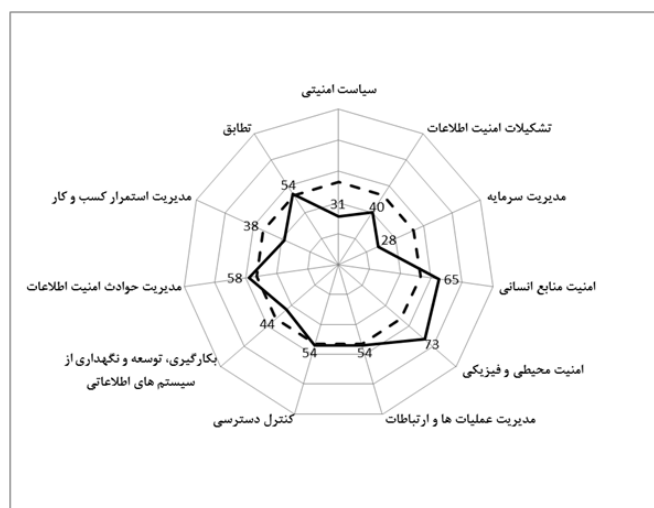 سیاست امنیتی
تشکیلات امنیت اطلاعات
تطابق
مدیریت سرمایه
مدیریت استمرار کسب و کار
امنیت منابع انسانی
مدیریت حوادث امنیت اطلاعات
امنیت محیطی و فیزیکی
بکارگیری، توسعه و نگهداری از
سیستم های اطلاعاتی
مدیریت عملیات ها و ارتباطات
کنترل دسترسی
31
40
28
65
73
54
54
44
58
38
54